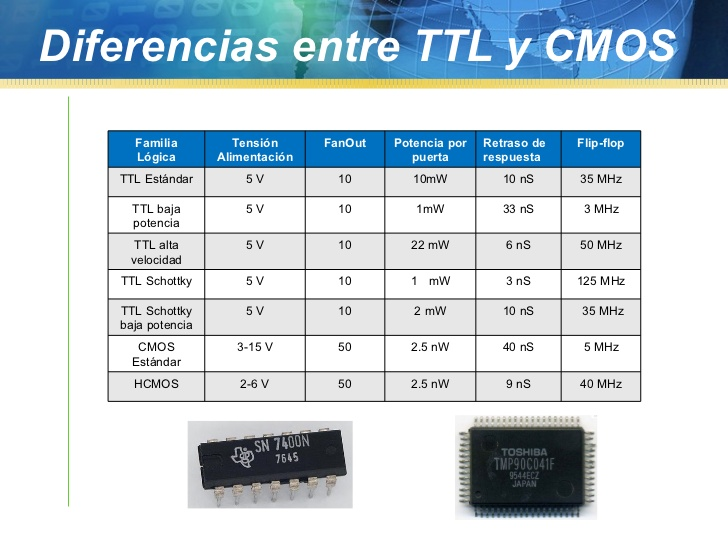 Diferencias entre TTL y CMOS
Familia Lógica Tensión Alimentación FanOut Potencia por puerta Retraso de respuesta Flip-flop
TTL Estándar 5 V 10 10mW 10 nS 35 MHz
TTL baja potencia 5 V 10 1mW 33 nS 3 MHz
TTL alta velocidad 5 V 10 22 mW 6 nS 50 MHz
TTL Schottky 5 V 10 1 mW 3 nS 125 MHz
TTL Schottky baja potencia 5 V 10 2 mW 10 nS 35 MHz
CMOS Estándar 3-15 V 50 2.5 nW 40 nS 5 MHz
HCMOS 2-6 V 50 2.5 nW 9 nS 40 MHz
SN 7400N
7645
TOSHIBA
TMP90C041F
9544ECZ
JAPAN